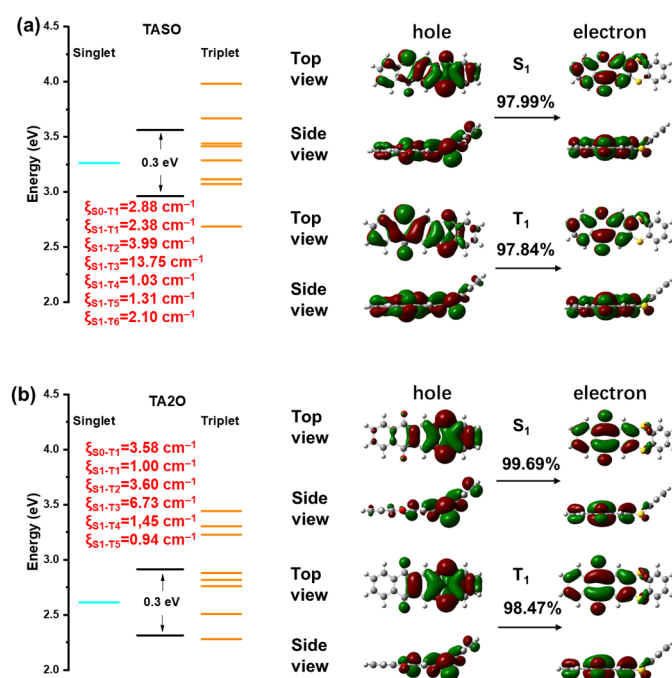 (a)
TASO
Singlet
Triplet
Energy (eV)
4.5
4.0
3.5
3.0
2.5
2.0
0.3 eV
ξS0-T1=2.88 cm⁻¹
ξS1-T1=2.38 cm⁻¹
ξS1-T2=3.99 cm⁻¹
ξS1-T3=13.75 cm⁻¹
ξS1-T4=1.03 cm⁻¹
ξS1-T5=1.31 cm⁻¹
ξS1-T6=2.10 cm⁻¹
hole
electron
Top
view
S1
97.99%
Side
view
Top
view
T1
97.84%
Side
view
(b)
TA2O
Singlet
Triplet
Energy (eV)
4.5
4.0
3.5
3.0
2.5
2.0
ξS0-T1=3.58 cm⁻¹
ξS1-T1=1.00 cm⁻¹
ξS1-T2=3.60 cm⁻¹
ξS1-T3=6.73 cm⁻¹
ξS1-T4=1,45 cm⁻¹
ξS1-T5=0.94 cm⁻¹
0.3 eV
hole
electron
Top
view
S1
99.69%
Side
view
Top
view
T1
98.47%
Side
view